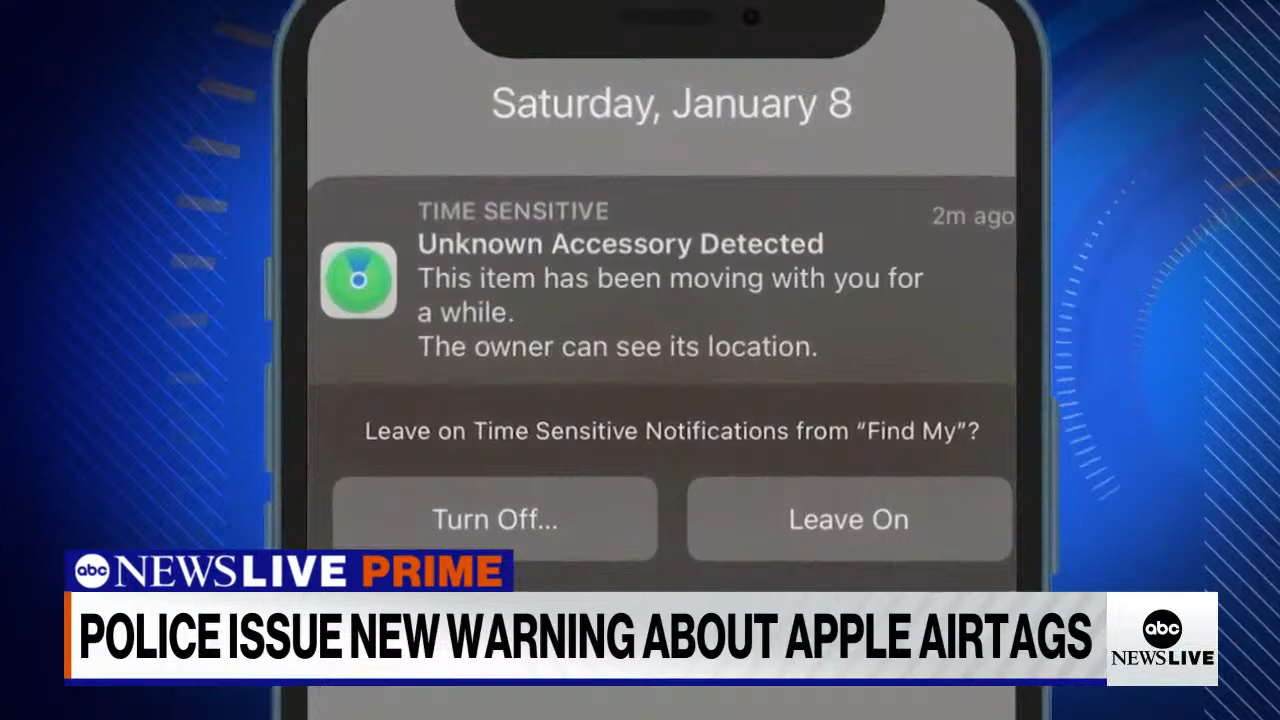 Saturday, January 8
TIME SENSITIVE
2m ago
Unknown Accessory Detected
This item has been moving with you for
a while.
The owner can see its location.
Leave on Time Sensitive Notifications from “Find My”?
Turn Off...
Leave On
abc NEWS LIVE PRIME
POLICE ISSUE NEW WARNING ABOUT APPLE AIRTAGS
abc
NEWS LIVE